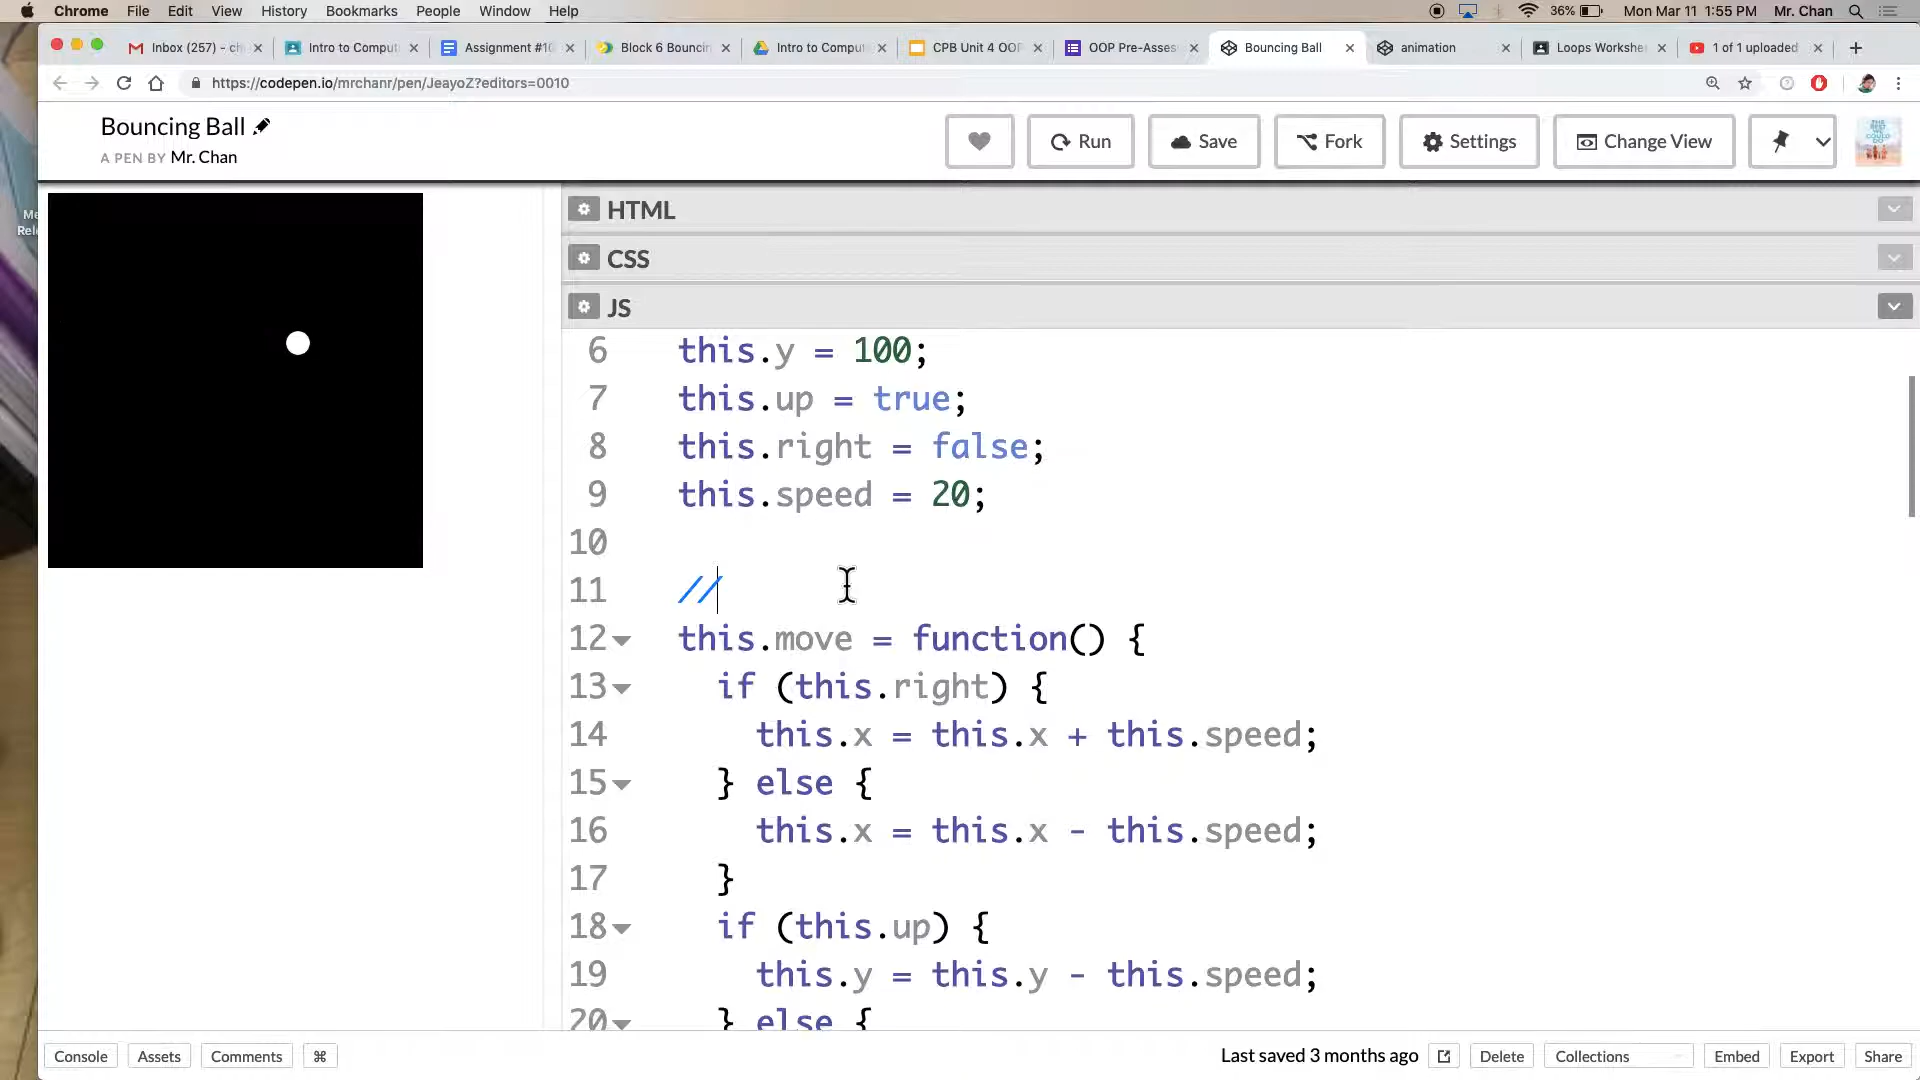 Chrome File Edit View History Bookmarks People Window Help 36% Mon Mar 11 1:55 PM Mr. Chan
Inbox (257) - ch Intro to Comput Assignment #10 Block 6 Bouncin Intro to Comput CPB Unit 4 OOP OOP Pre-Asses Bouncing Ball animation Loops Workshe 1 of 1 uploaded
https://codepen.io/mrchanr/pen/JeayoZ?editors=0010
Bouncing Ball
A PEN BY Mr. Chan
Run Save Fork Settings Change View
HTML
CSS
JS
6 this.y = 100;
7 this.up = true;
8 this.right = false;
9 this.speed = 20;
10
11 //
12 this.move = function() {
13 if (this.right) {
14 this.x = this.x + this.speed;
15 } else {
16 this.x = this.x - this.speed;
17 }
18 if (this.up) {
19 this.y = this.y - this.speed;
20 } else {
Console Assets Comments ⌘ Last saved 3 months ago Delete Collections Embed Export Share